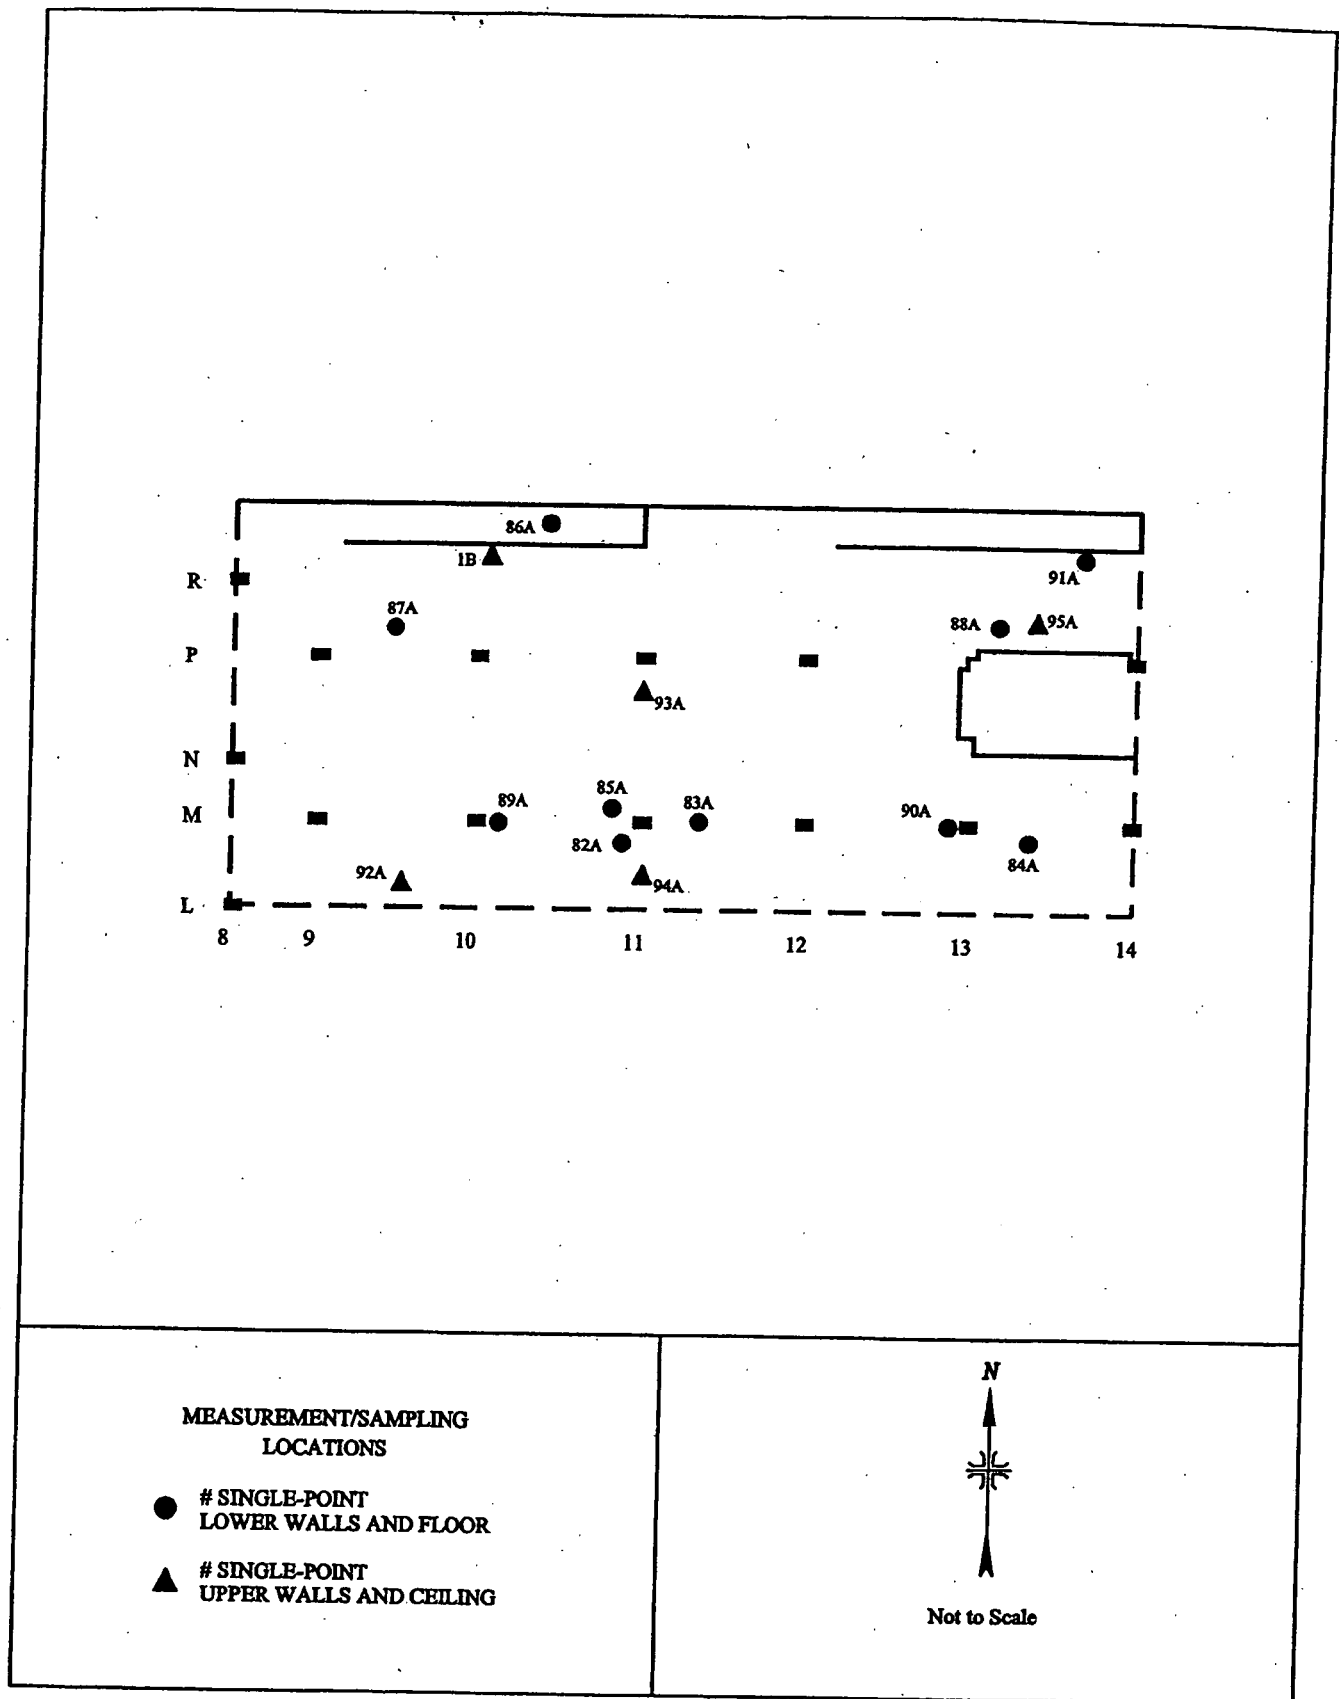 86A
1B
91A
R
87A
88A
95A
P
93A
N
85A
89A
83A
M
90A
82A
84A
92A
94A
L
8 9 10 11 12 13 14
N
MEASUREMENT/SAMPLING
LOCATIONS
# SINGLE-POINT
LOWER WALLS AND FLOOR
# SINGLE-POINT
UPPER WALLS AND CEILING
Not to Scale